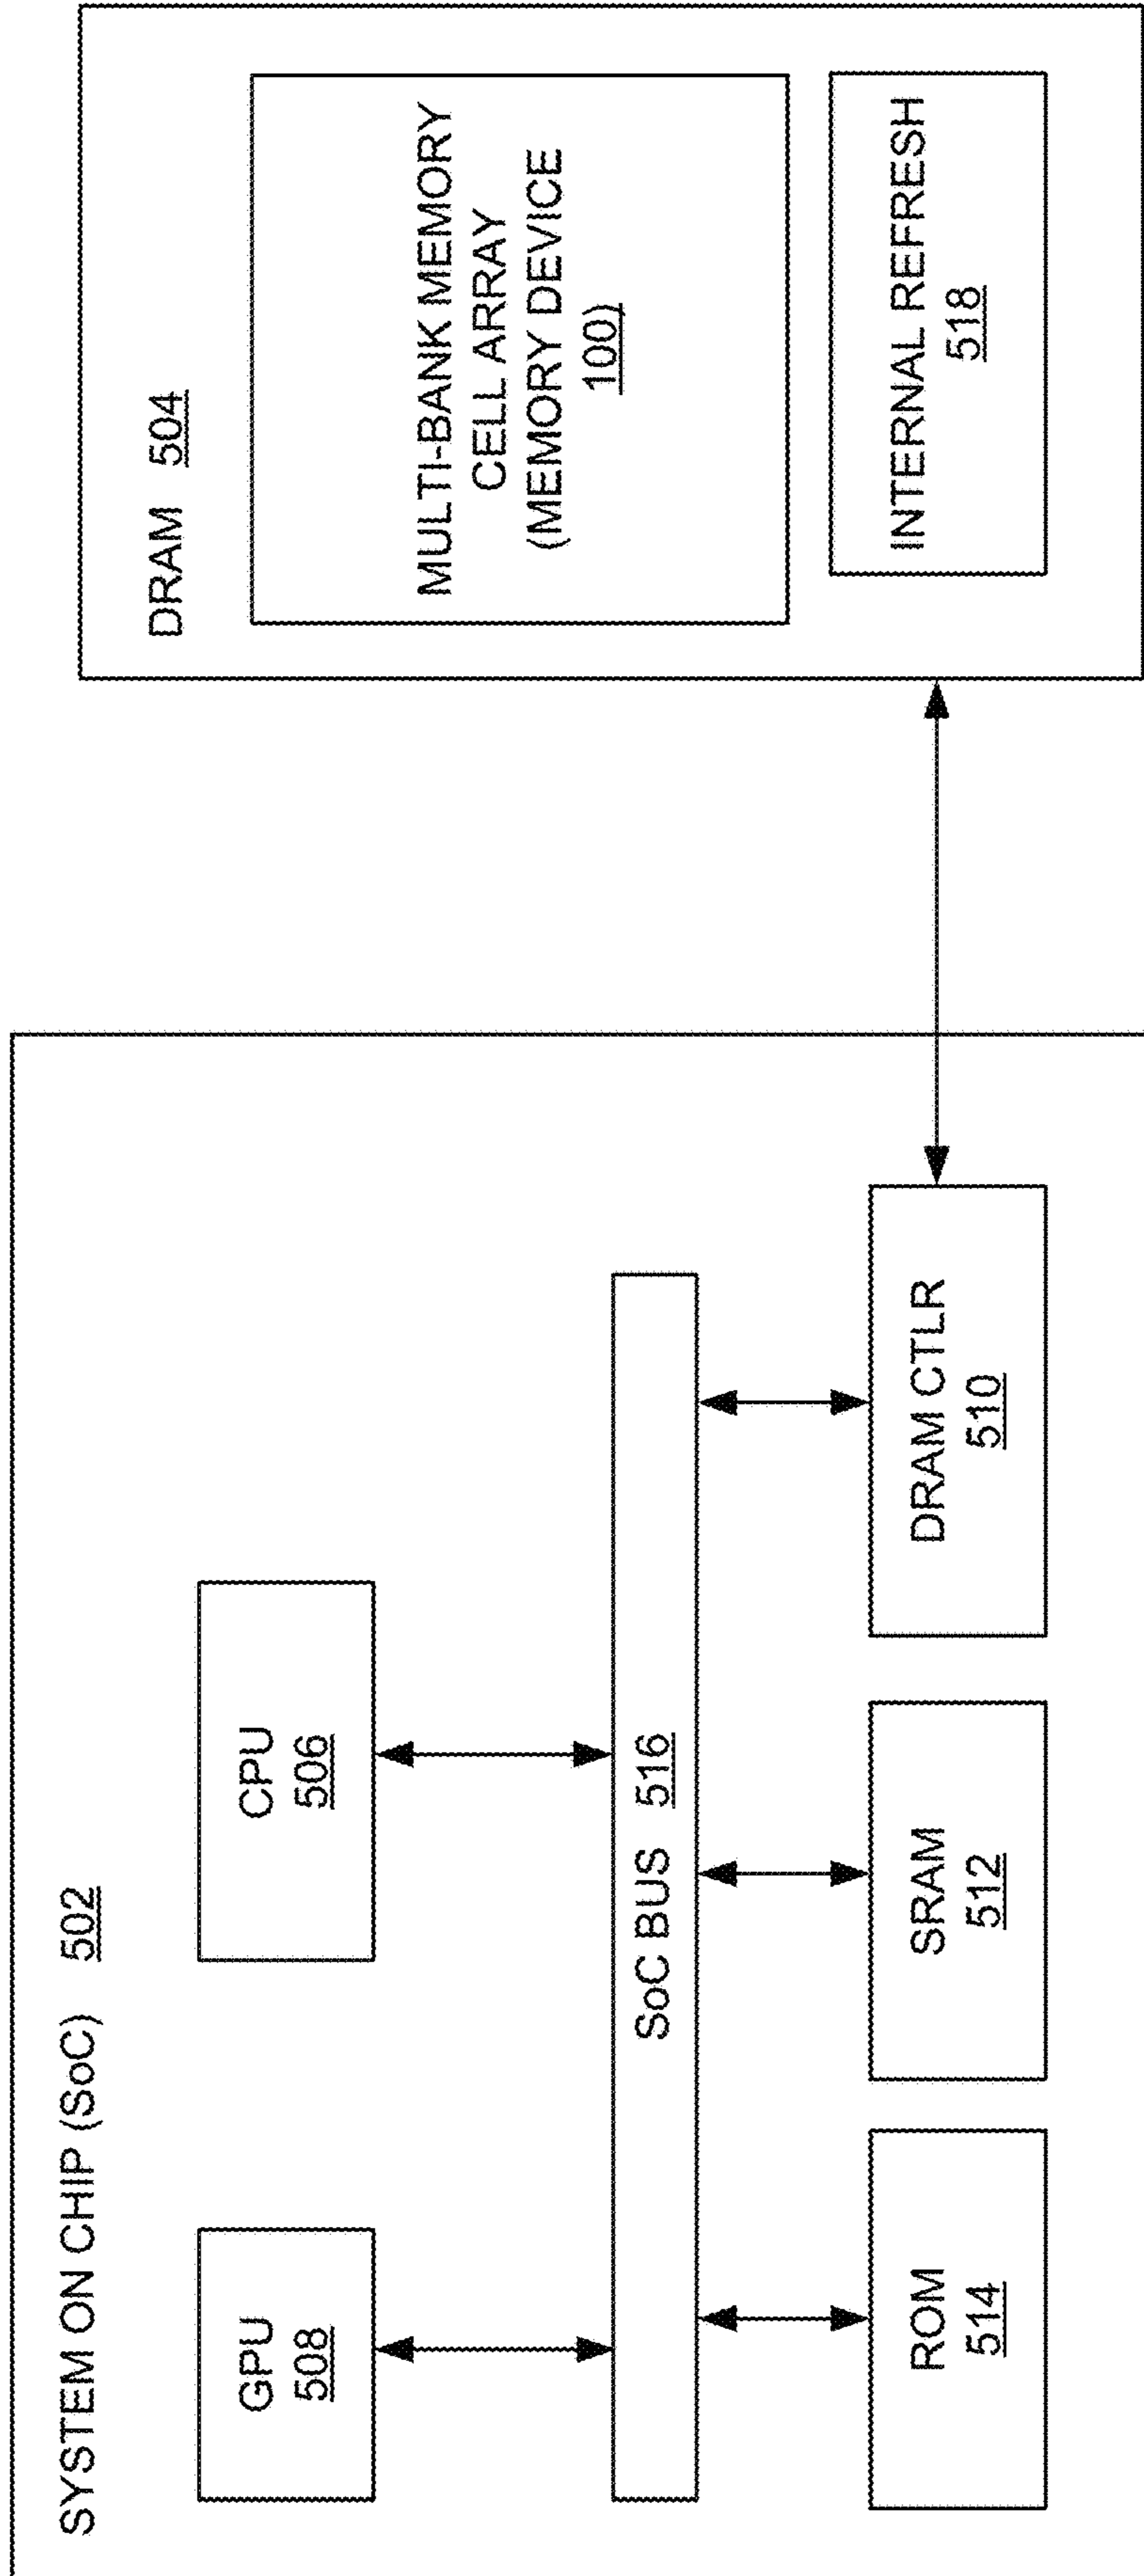 SYSTEM ON CHIP (SoC) 502
GPU
508
CPU
506
SoC BUS 516
ROM
514
SRAM
512
DRAM CTLR
510
DRAM 504
MULTI-BANK MEMORY
CELL ARRAY
(MEMORY DEVICE
100)
INTERNAL REFRESH
518